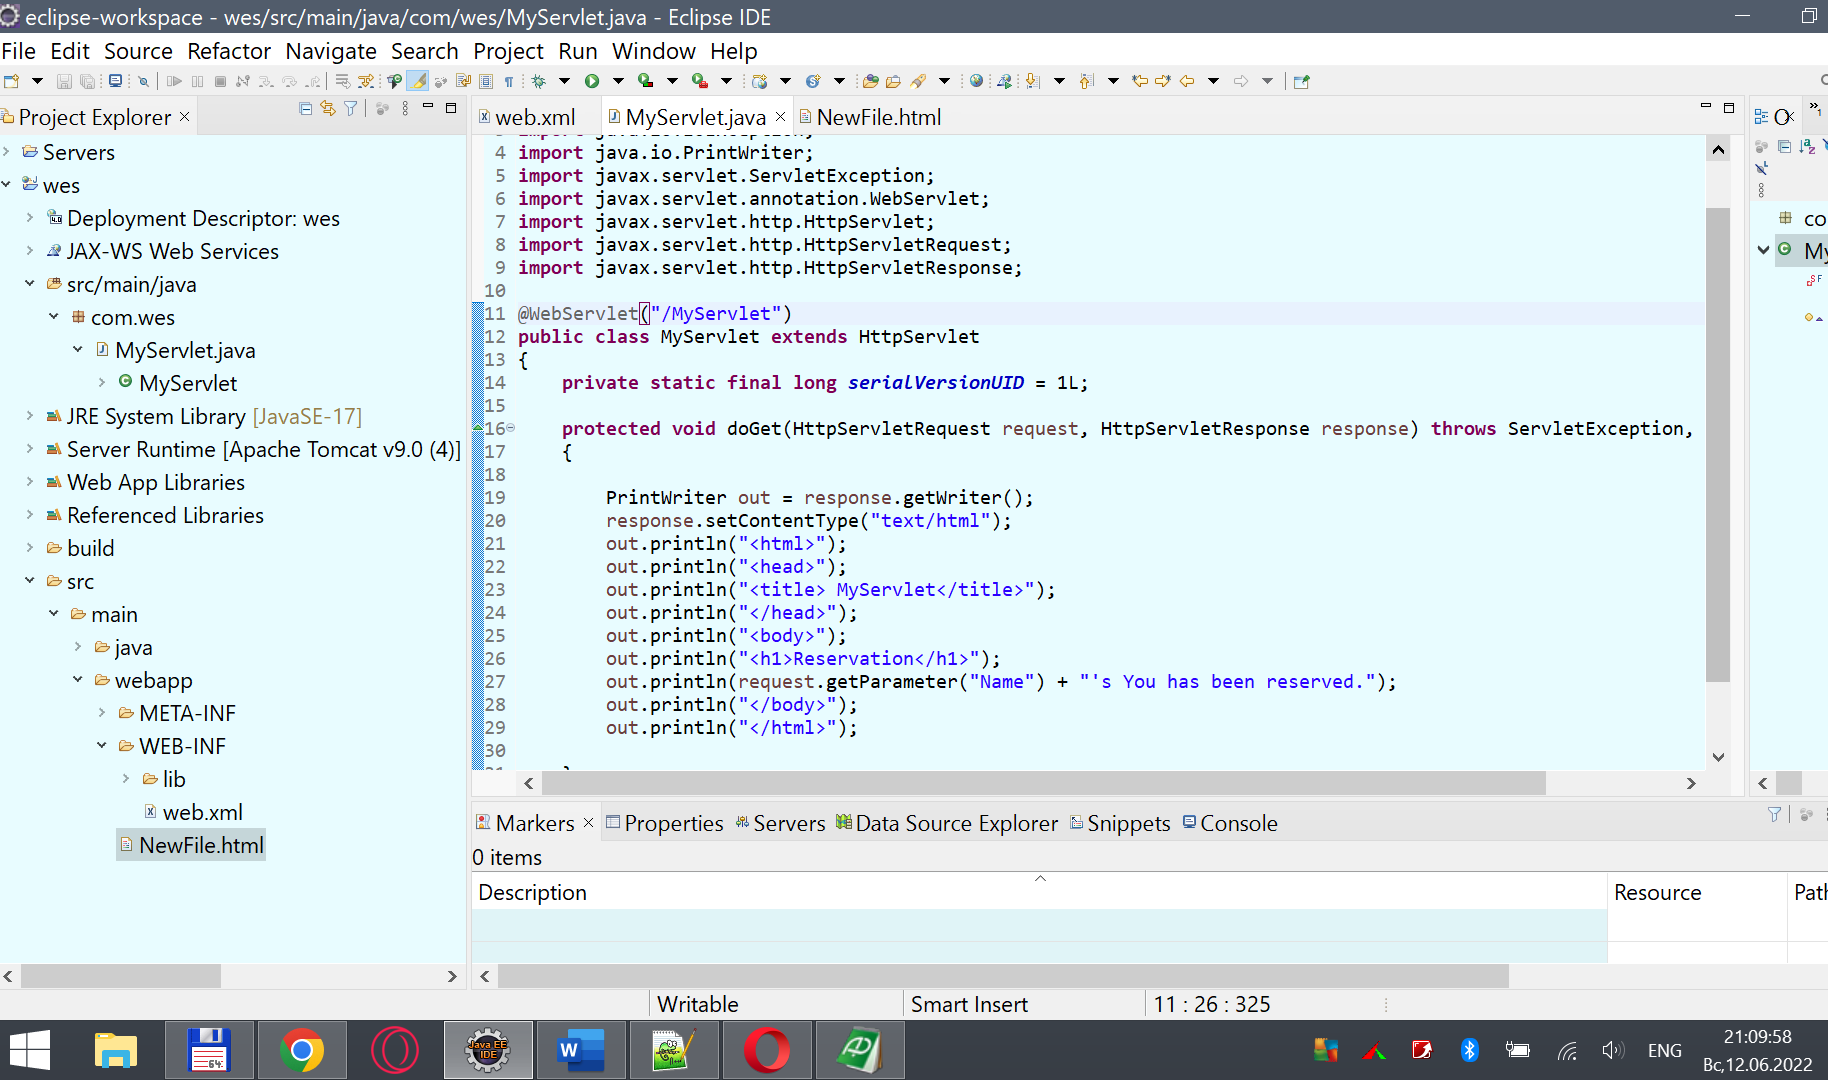 eclipse-workspace - wes/src/main/java/com/wes/MyServlet.java - Eclipse IDE
File Edit Source Refactor Navigate Search Project Run Window Help
Project Explorer
Servers
wes
Deployment Descriptor: wes
JAX-WS Web Services
src/main/java
com.wes
MyServlet.java
MyServlet
JRE System Library [JavaSE-17]
Server Runtime [Apache Tomcat v9.0 (4)]
Web App Libraries
Referenced Libraries
build
src
main
java
webapp
META-INF
WEB-INF
lib
web.xml
NewFile.html
web.xml MyServlet.java NewFile.html
4 import java.io.PrintWriter;
5 import javax.servlet.ServletException;
6 import javax.servlet.annotation.WebServlet;
7 import javax.servlet.http.HttpServlet;
8 import javax.servlet.http.HttpServletRequest;
9 import javax.servlet.http.HttpServletResponse;
10
11 @WebServlet("/MyServlet")
12 public class MyServlet extends HttpServlet
13 {
14 private static final long serialVersionUID = 1L;
15
16 protected void doGet(HttpServletRequest request, HttpServletResponse response) throws ServletException,
17 {
18
19 PrintWriter out = response.getWriter();
20 response.setContentType("text/html");
21 out.println("<html>");
22 out.println("<head>");
23 out.println("<title> MyServlet</title>");
24 out.println("</head>");
25 out.println("<body>");
26 out.println("<h1>Reservation</h1>");
27 out.println(request.getParameter("Name") + "'s You has been reserved.");
28 out.println("</body>");
29 out.println("</html>");
30
co
My
Markers Properties Servers Data Source Explorer Snippets Console
0 items
Description Resource Path
Writable Smart Insert 11 : 26 : 325
Java EE
IDE
ENG
21:09:58
Вс,12.06.2022